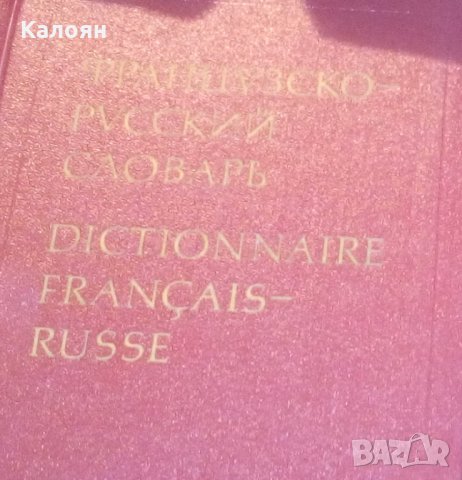 Калоян
ФРАНЦУЗСКО-
РУССКИЙ
СЛОВАРЬ
DICTIONNAIRE
FRANÇAIS-
RUSSE
BAZAR